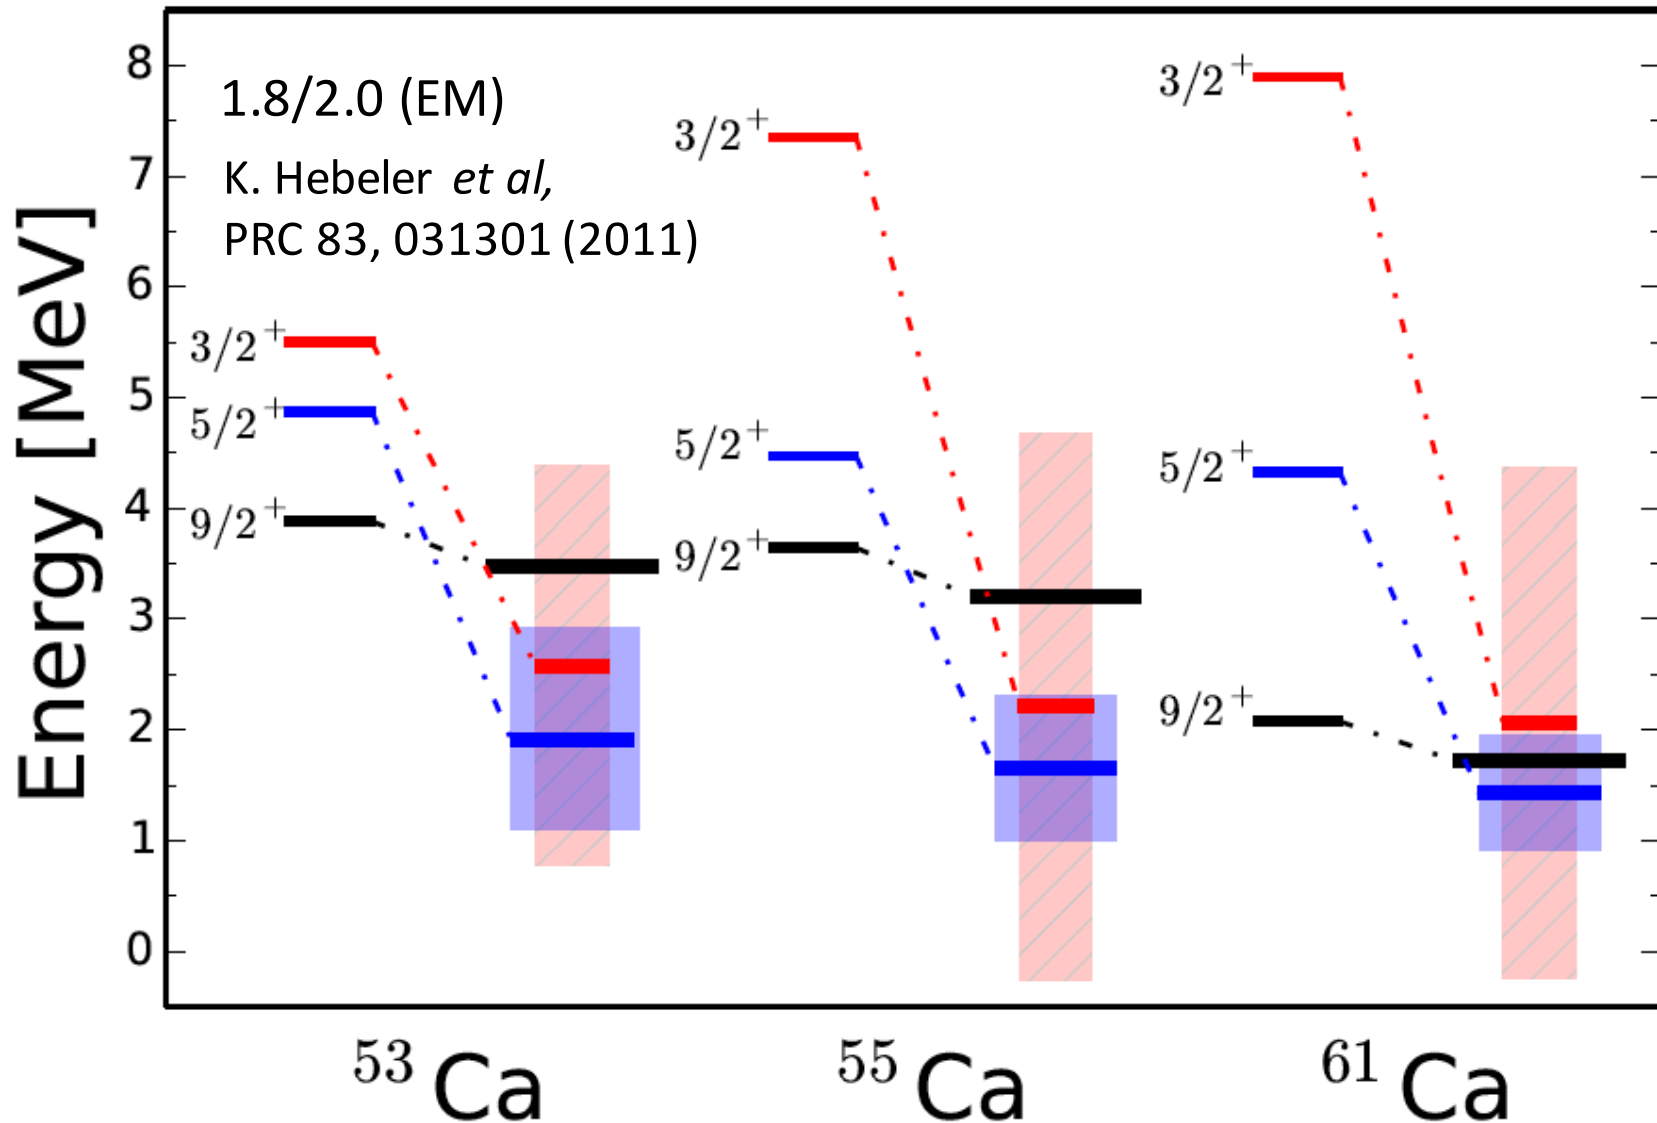 1.8/2.0 (EM)
K. Hebeler et al,
PRC 83, 031301 (2011)
Energy [MeV]
8
7
6
5
4
3
2
1
0
3/2⁺
5/2⁺
9/2⁺
3/2⁺
5/2⁺
9/2⁺
3/2⁺
5/2⁺
9/2⁺
⁵³Ca
⁵⁵Ca
⁶¹Ca